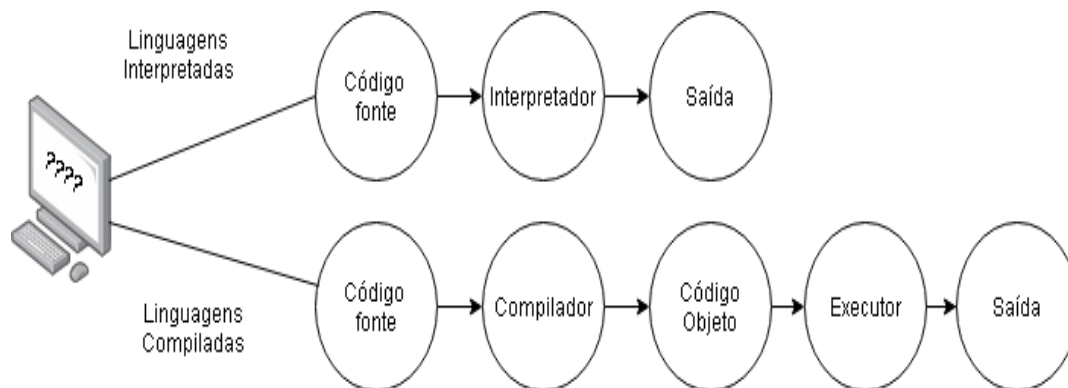 Linguagens
Interpretadas
Código
fonte
Interpretador
Saída
????
Linguagens
Compiladas
Código
fonte
Compilador
Código
Objeto
Executor
Saída